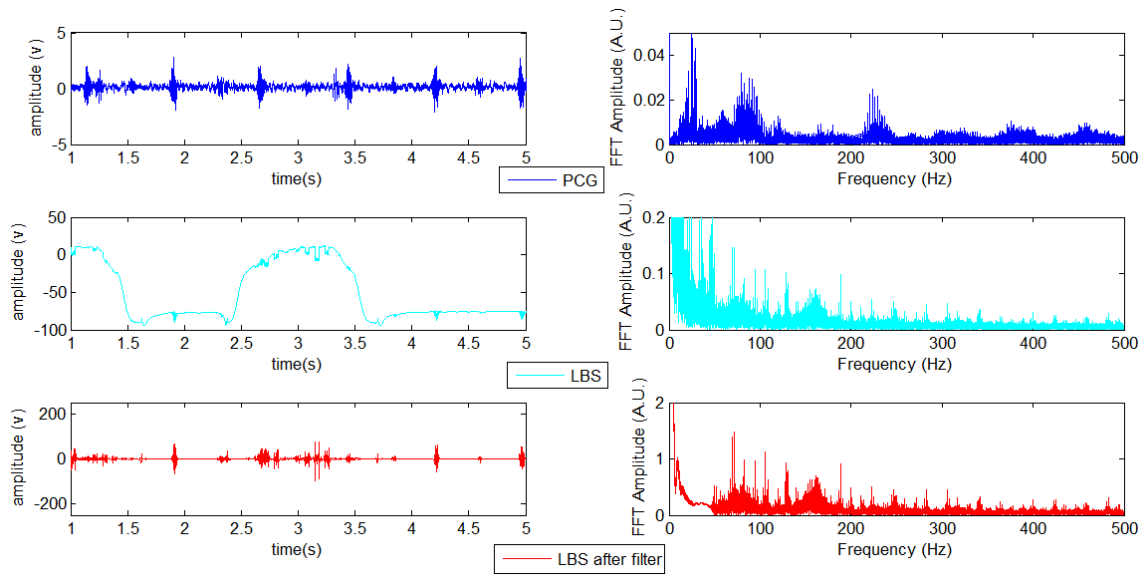 amplitude (v)
5
0
-5
1 1.5 2 2.5 3 3.5 4 4.5 5
time(s)
PCG
FFT Amplitude (A.U.)
0.04
0.02
0
0 100 200 300 400 500
Frequency (Hz)
amplitude (v)
50
0
-50
-100
1 1.5 2 2.5 3 3.5 4 4.5 5
time(s)
LBS
FFT Amplitude (A.U.)
0.2
0.1
0
0 100 200 300 400 500
Frequency (Hz)
amplitude (v)
200
0
-200
1 1.5 2 2.5 3 3.5 4 4.5 5
time(s)
LBS after filter
FFT Amplitude (A.U.)
2
1
0
0 100 200 300 400 500
Frequency (Hz)